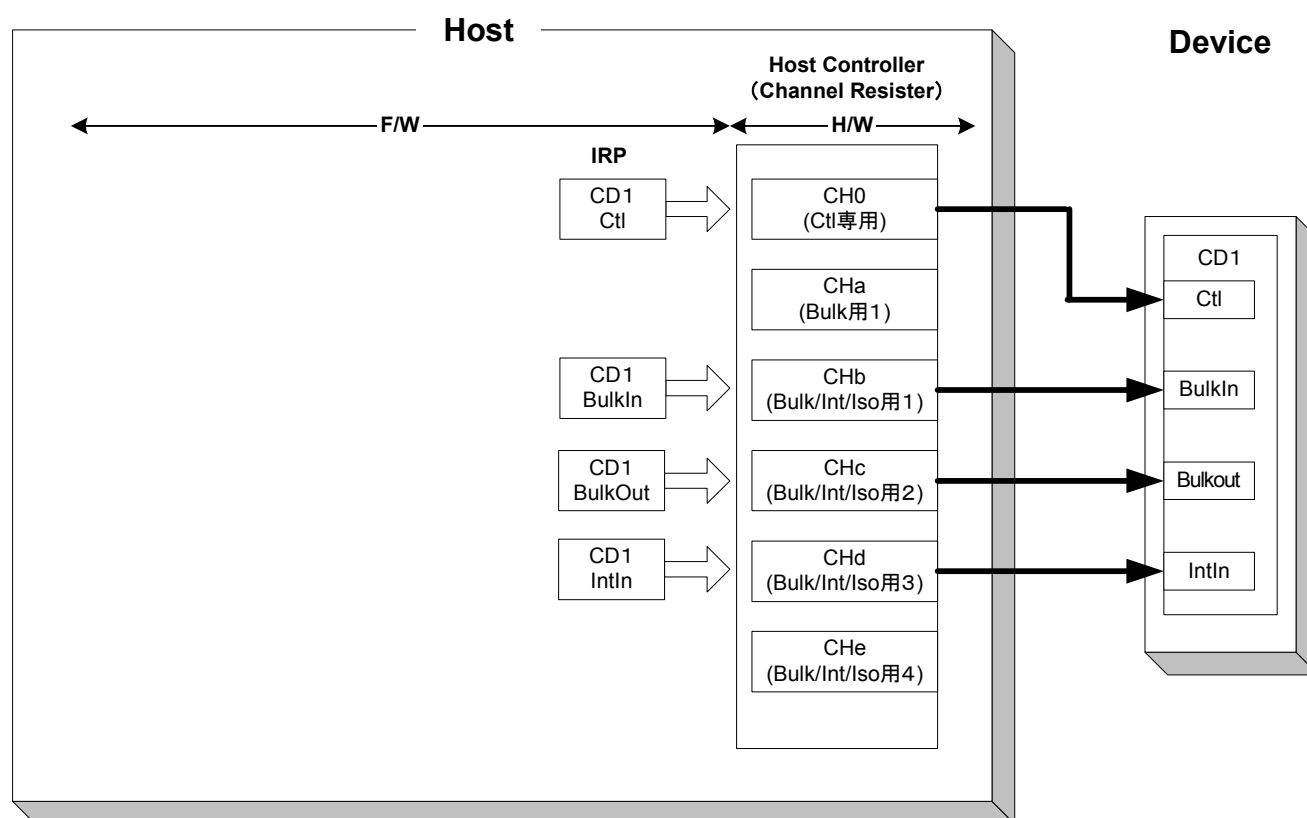 Host
Device
Host Controller
（Channel Resister）
F/W
H/W
IRP
CD1
Ctl
CH0
(Ctl専用)
CHa
(Bulk用1)
CD1
BulkIn
CHb
(Bulk/Int/Iso用1)
CD1
BulkOut
CHc
(Bulk/Int/Iso用2)
CD1
IntIn
CHd
(Bulk/Int/Iso用3)
CHe
(Bulk/Int/Iso用4)
CD1
Ctl
BulkIn
Bulkout
IntIn